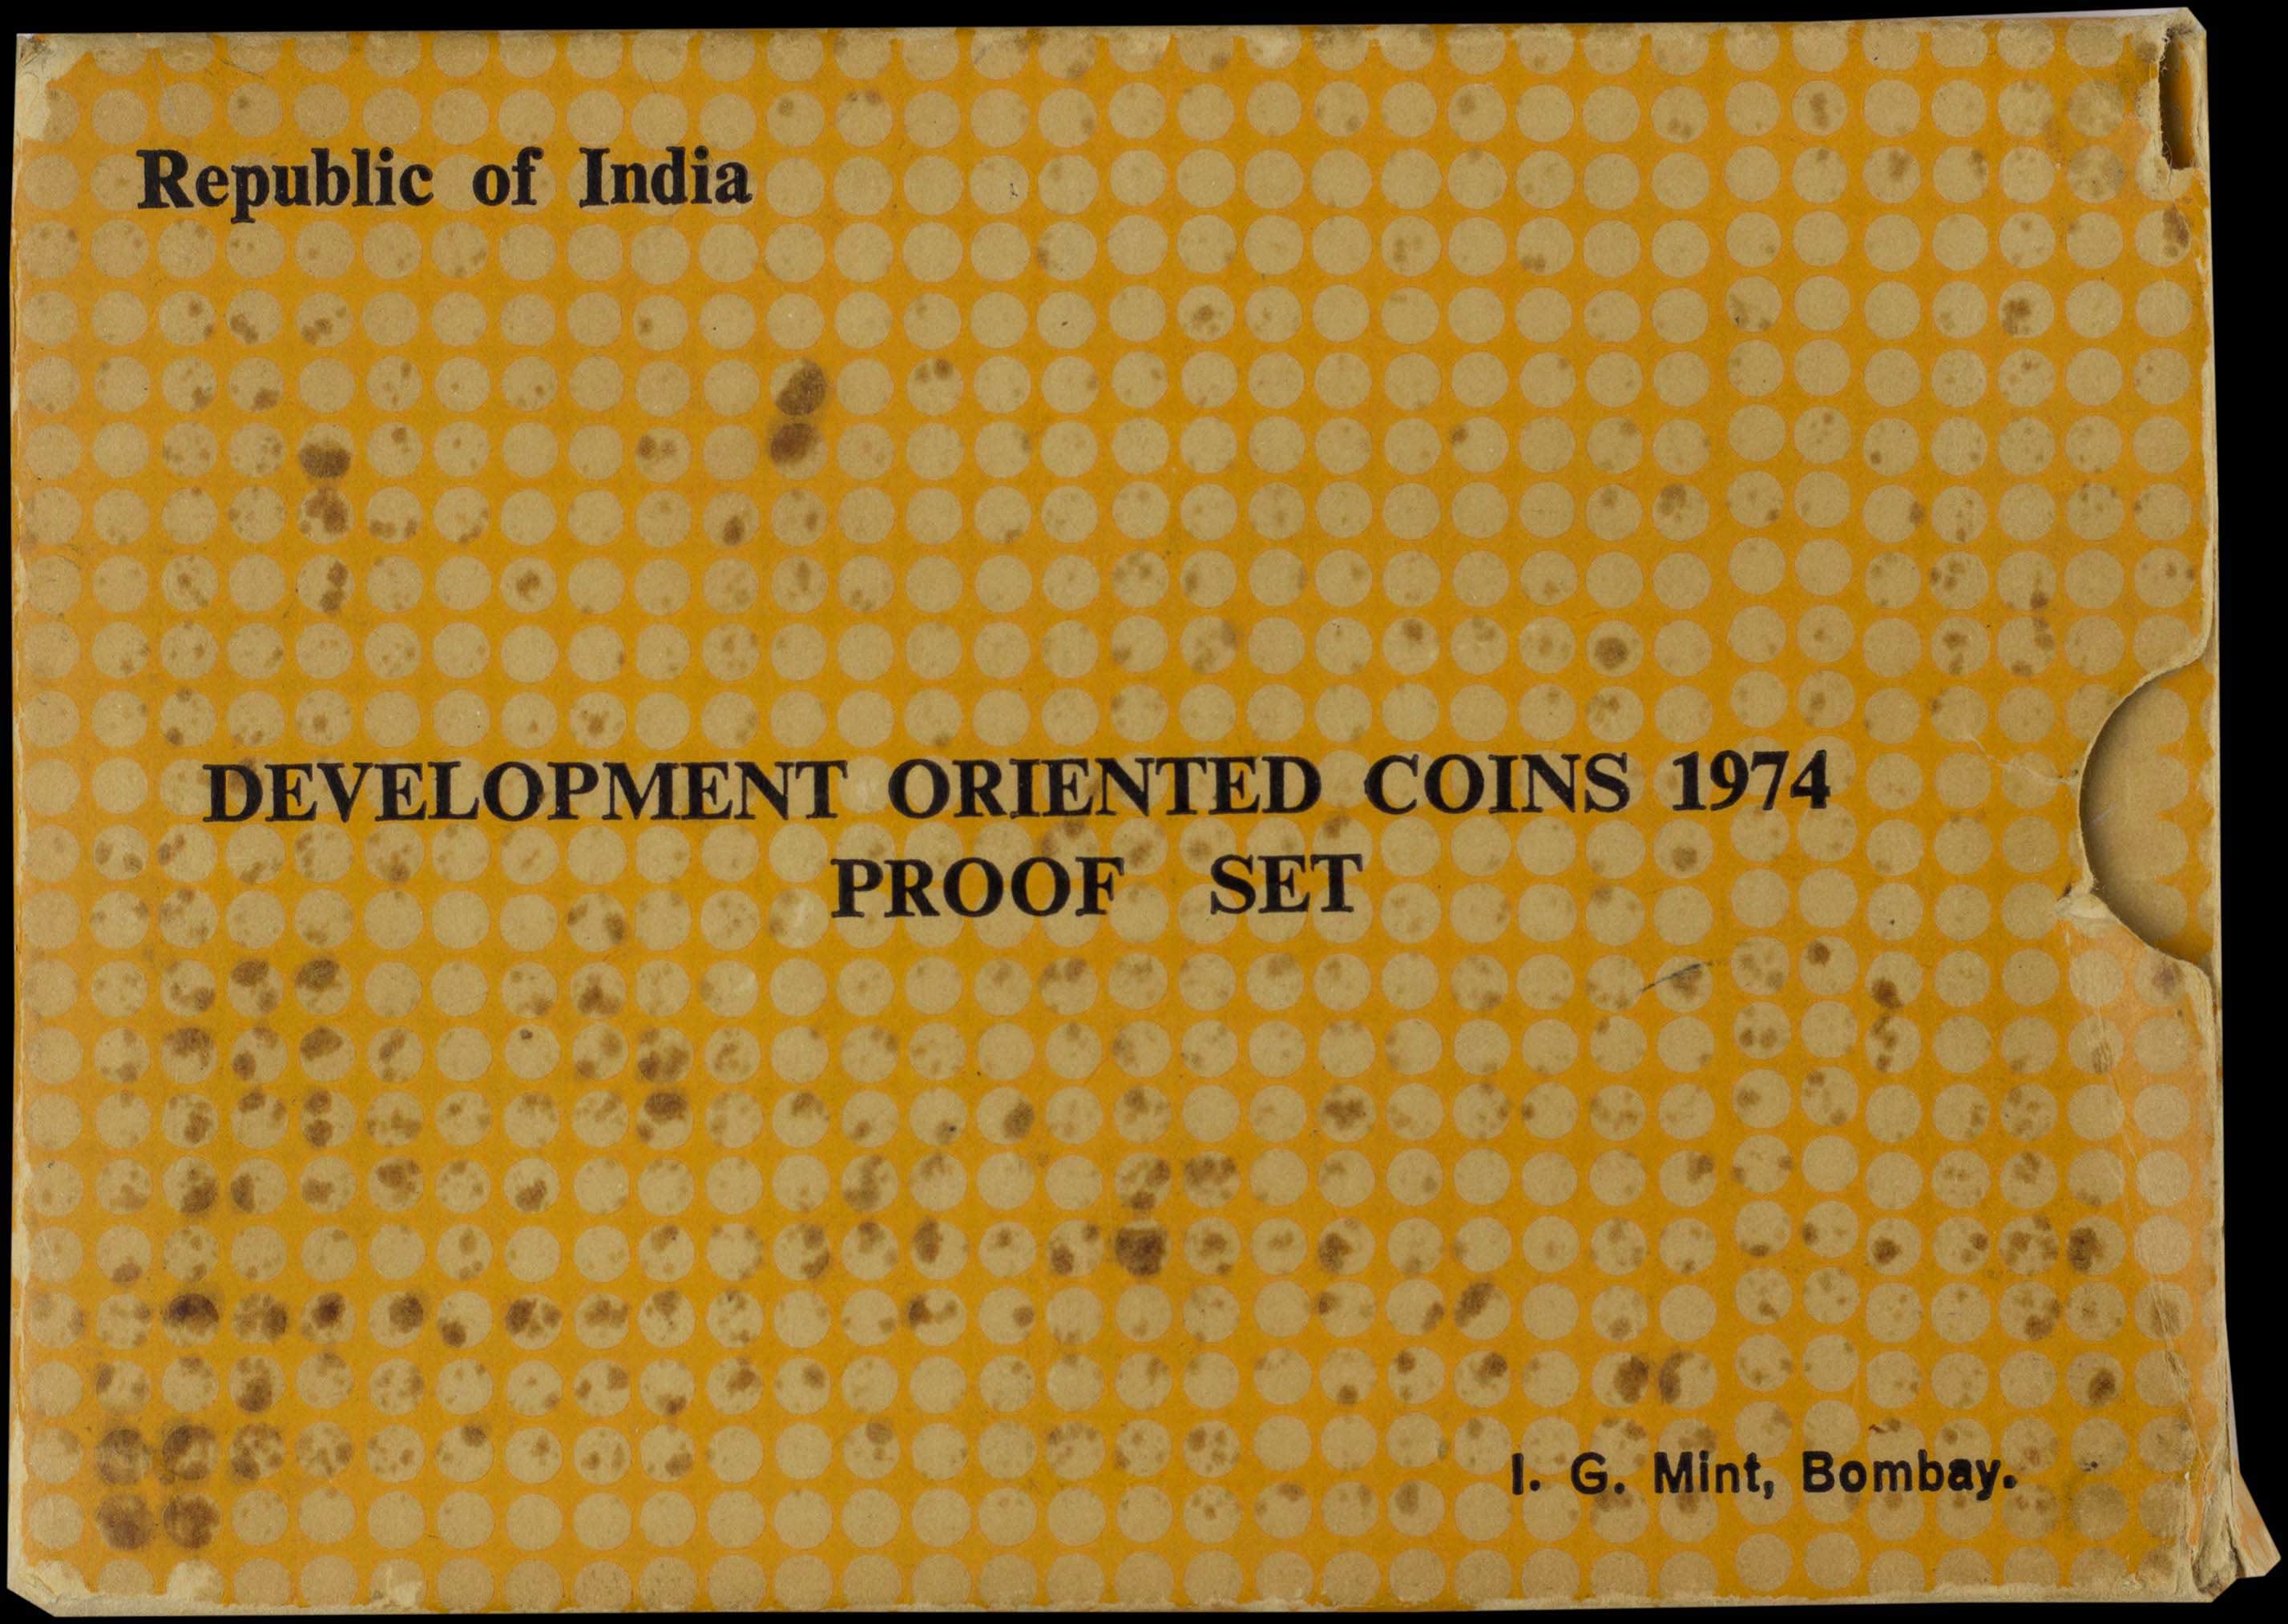 Republic of India
DEVELOPMENT ORIENTED COINS 1974
PROOF SET
I. G. Mint, Bombay.